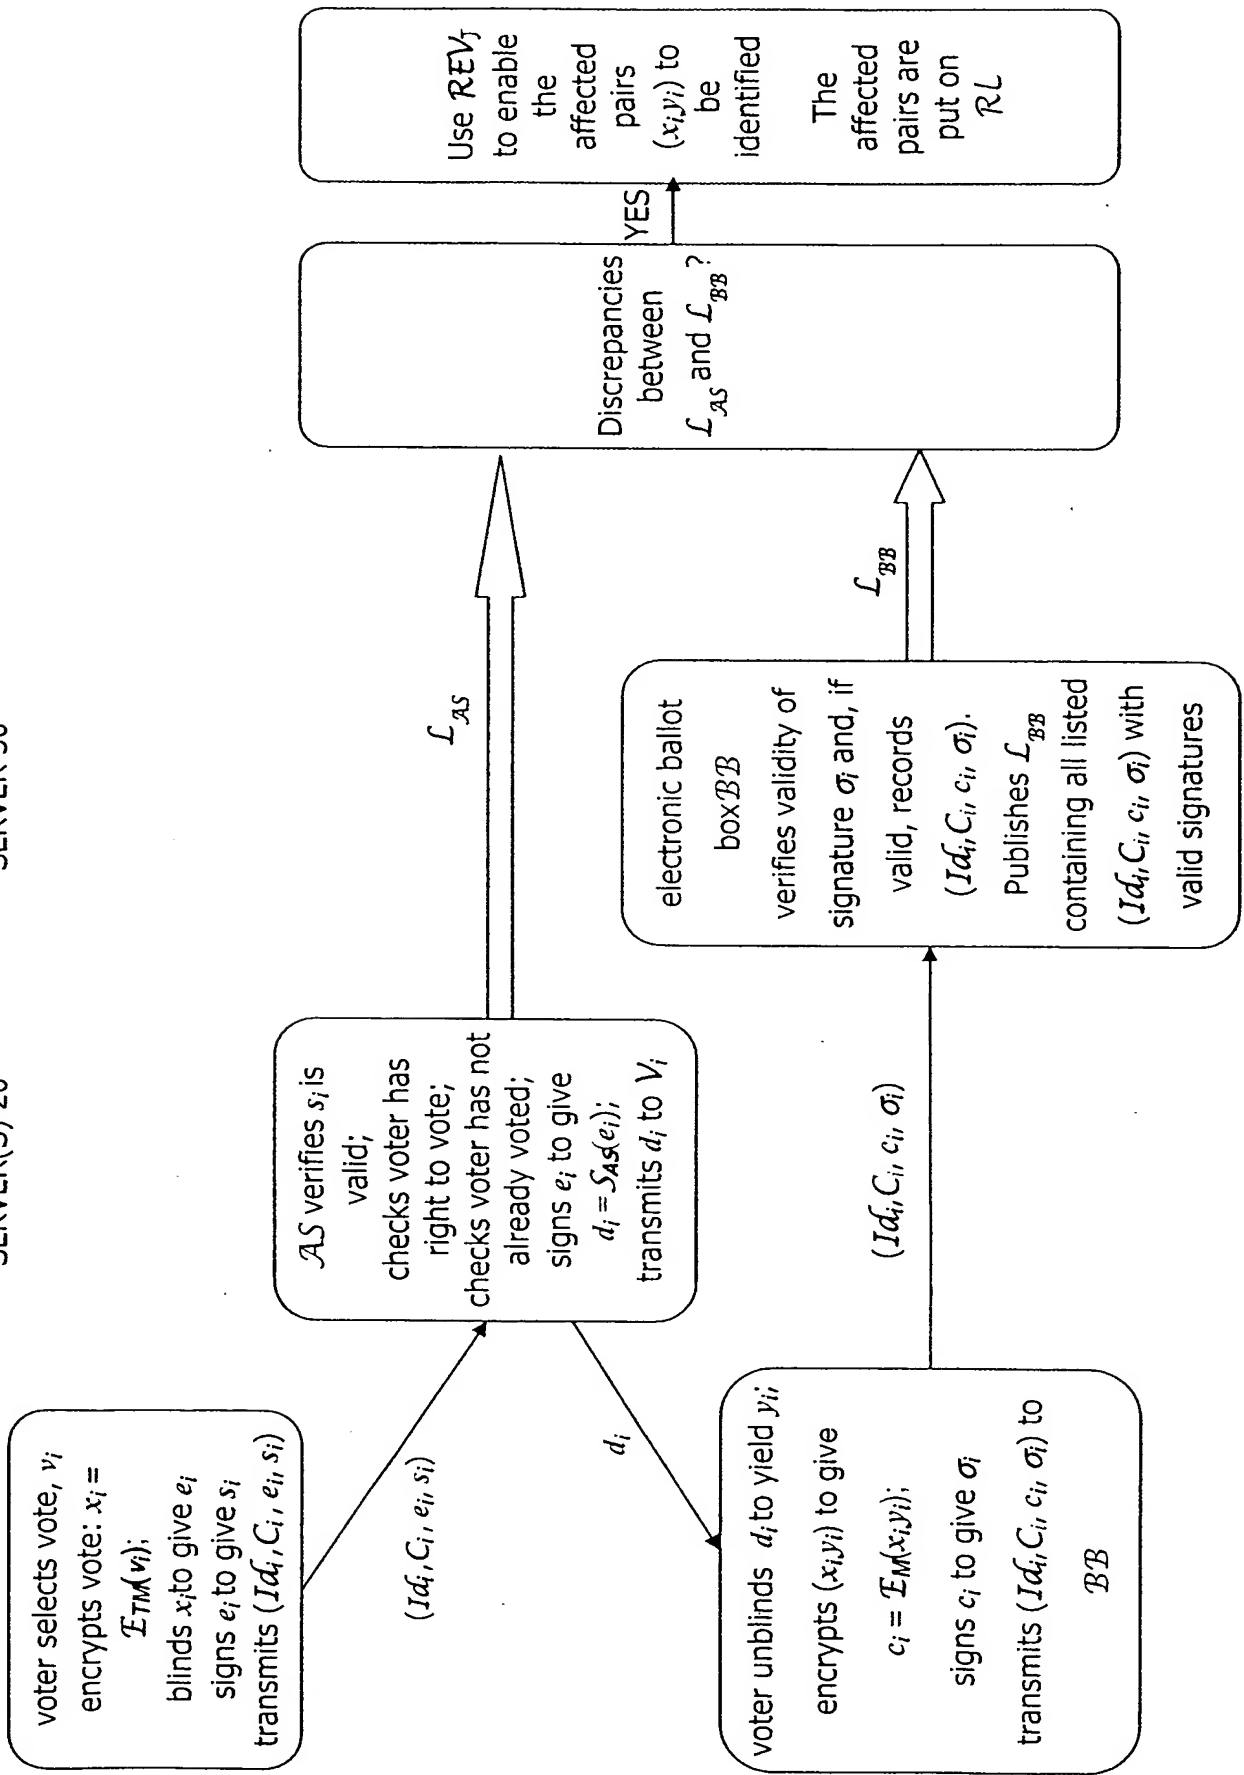 SERVER(S) 20
SERVER 30
voter selects vote, vᵢ
encrypts vote: xᵢ =
E_TM(vᵢ);
blinds xᵢ to give eᵢ
signs eᵢ to give sᵢ
transmits (Idᵢ, Cᵢ, eᵢ, sᵢ)
(Idᵢ, Cᵢ, eᵢ, sᵢ)
AS verifies sᵢ is
valid;
checks voter has
right to vote;
checks voter has not
already voted;
signs eᵢ to give
dᵢ = S_AS(eᵢ);
transmits dᵢ to Vᵢ
dᵢ
voter unblinds dᵢ to yield yᵢ;
encrypts (xᵢ,yᵢ) to give
cᵢ = E_M(xᵢ,yᵢ);
signs cᵢ to give σᵢ
transmits (Idᵢ, Cᵢ, cᵢ, σᵢ) to
BB
(Idᵢ, Cᵢ, cᵢ, σᵢ)
electronic ballot
box BB
verifies validity of
signature σᵢ and, if
valid, records
(Idᵢ, Cᵢ, cᵢ, σᵢ).
Publishes L_BB
containing all listed
(Idᵢ, Cᵢ, cᵢ, σᵢ) with
valid signatures
L_AS
L_BB
Discrepancies
between
L_AS and L_BB ?
YES
Use REV_J
to enable
the
affected
pairs
(xᵢ,yᵢ) to
be
identified
The
affected
pairs are
put on
RL